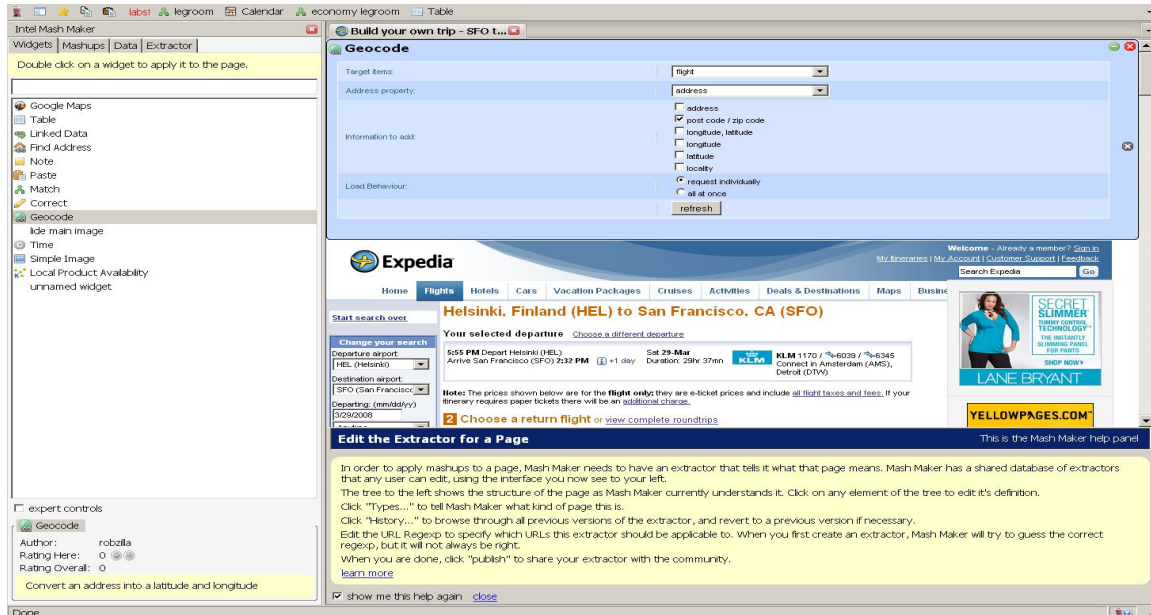 labs! legroom Calendar economy legroom Table
Intel Mash Maker
Widgets Mashups Data Extractor
Double click on a widget to apply it to the page.
Google Maps
Table
Linked Data
Find Address
Note
Paste
Match
Correct
Geocode
lide main image
Time
Simple Image
Local Product Availability
unnamed widget
expert controls
Geocode
Author: robzilla
Rating Here: 0
Rating Overall: 0
Convert an address into a latitude and longitude
Done
Build your own trip - SFO t...
Geocode
Target items: flight
Address property: address
Information to add:
address
post code / zip code
longitude, latitude
longitude
latitude
locality
Load Behaviour:
request individually
all at once
refresh
Expedia
Welcome - Already a member? Sign in
My Itineraries | My Account | Customer Support | Feedback
Search Expedia Go
Home Flights Hotels Cars Vacation Packages Cruises Activities Deals & Destinations Maps Busine
Start search over
Change your search
Departure airport:
HEL (Helsinki)
Destination airport:
SFO (San Francisco
Departing: (mm/dd/yy)
3/29/2008
Helsinki, Finland (HEL) to San Francisco, CA (SFO)
Your selected departure Choose a different departure
5:55 PM Depart Helsinki (HEL) Sat 29-Mar KLM KLM 1170 / 6039 / 6345
Arrive San Francisco (SFO) 2:32 PM +1 day Duration: 29hr 37mn Connect in Amsterdam (AMS),
Detroit (DTW)
Note: The prices shown below are for the flight only; they are e-ticket prices and include all flight taxes and fees. If your
itinerary requires paper tickets there will be an additional charge.
2 Choose a return flight or view complete roundtrips
SECRET
SLIMMER
TUMMY CONTROL
TECHNOLOGY
THE INSTANTLY
SLIMMING PANEL
FOR PANTS
SHOP NOW
LANE BRYANT
YELLOWPAGES.COM
Edit the Extractor for a Page This is the Mash Maker help panel
In order to apply mashups to a page, Mash Maker needs to have an extractor that tells it what that page means. Mash Maker has a shared database of extractors
that any user can edit, using the interface you now see to your left.
The tree to the left shows the structure of the page as Mash Maker currently understands it. Click on any element of the tree to edit it's definition.
Click "Types..." to tell Mash Maker what kind of page this is.
Click "History..." to browse through all previous versions of the extractor, and revert to a previous version if necessary.
Edit the URL Regexp to specify which URLs this extractor should be applicable to. When you first create an extractor, Mash Maker will try to guess the correct
regexp, but it will not always be right.
When you are done, click "publish" to share your extractor with the community.
learn more
show me this help again close